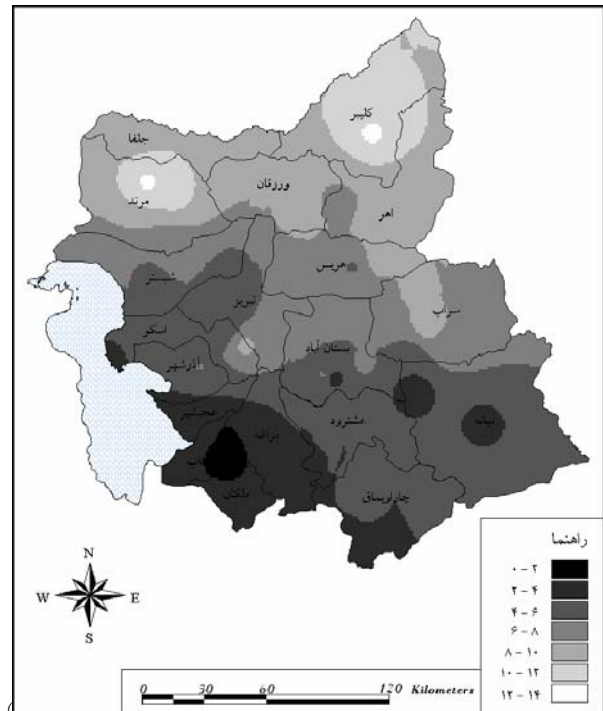 کلیبر
جلفا
ورزقان
مرند
اهر
هریس
شبستر
تبریز
سراب
اسکو
بستان آباد
آذرشهر
عجبشیر
هشترود
میانه
مراغه
ملکان
چاراویماق
N
W E
S
راهنما
۰ - ۲
۲ - ۴
۴ - ۶
۶ - ۸
۸ - ۱۰
۱۰ - ۱۲
۱۲ - ۱۴
0 30 60 120 Kilometers